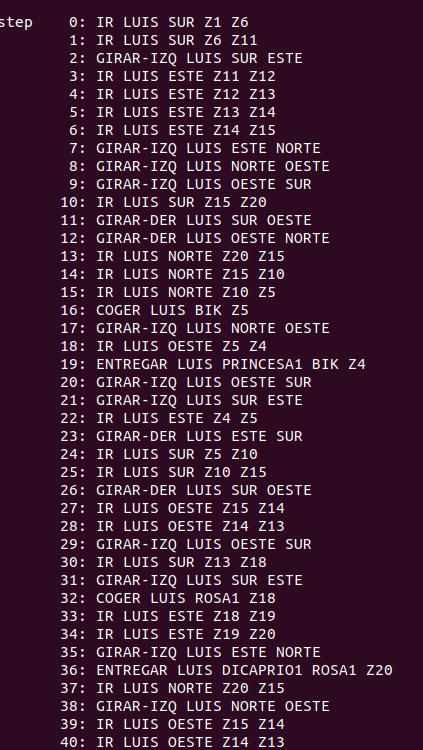 step 0: IR LUIS SUR Z1 Z6
1: IR LUIS SUR Z6 Z11
2: GIRAR-IZQ LUIS SUR ESTE
3: IR LUIS ESTE Z11 Z12
4: IR LUIS ESTE Z12 Z13
5: IR LUIS ESTE Z13 Z14
6: IR LUIS ESTE Z14 Z15
7: GIRAR-IZQ LUIS ESTE NORTE
8: GIRAR-IZQ LUIS NORTE OESTE
9: GIRAR-IZQ LUIS OESTE SUR
10: IR LUIS SUR Z15 Z20
11: GIRAR-DER LUIS SUR OESTE
12: GIRAR-DER LUIS OESTE NORTE
13: IR LUIS NORTE Z20 Z15
14: IR LUIS NORTE Z15 Z10
15: IR LUIS NORTE Z10 Z5
16: COGER LUIS BIK Z5
17: GIRAR-IZQ LUIS NORTE OESTE
18: IR LUIS OESTE Z5 Z4
19: ENTREGAR LUIS PRINCESA1 BIK Z4
20: GIRAR-IZQ LUIS OESTE SUR
21: GIRAR-IZQ LUIS SUR ESTE
22: IR LUIS ESTE Z4 Z5
23: GIRAR-DER LUIS ESTE SUR
24: IR LUIS SUR Z5 Z10
25: IR LUIS SUR Z10 Z15
26: GIRAR-DER LUIS SUR OESTE
27: IR LUIS OESTE Z15 Z14
28: IR LUIS OESTE Z14 Z13
29: GIRAR-IZQ LUIS OESTE SUR
30: IR LUIS SUR Z13 Z18
31: GIRAR-IZQ LUIS SUR ESTE
32: COGER LUIS ROSA1 Z18
33: IR LUIS ESTE Z18 Z19
34: IR LUIS ESTE Z19 Z20
35: GIRAR-IZQ LUIS ESTE NORTE
36: ENTREGAR LUIS DICAPRIO1 ROSA1 Z20
37: IR LUIS NORTE Z20 Z15
38: GIRAR-IZQ LUIS NORTE OESTE
39: IR LUIS OESTE Z15 Z14
40: IR LUIS OESTE Z14 Z13